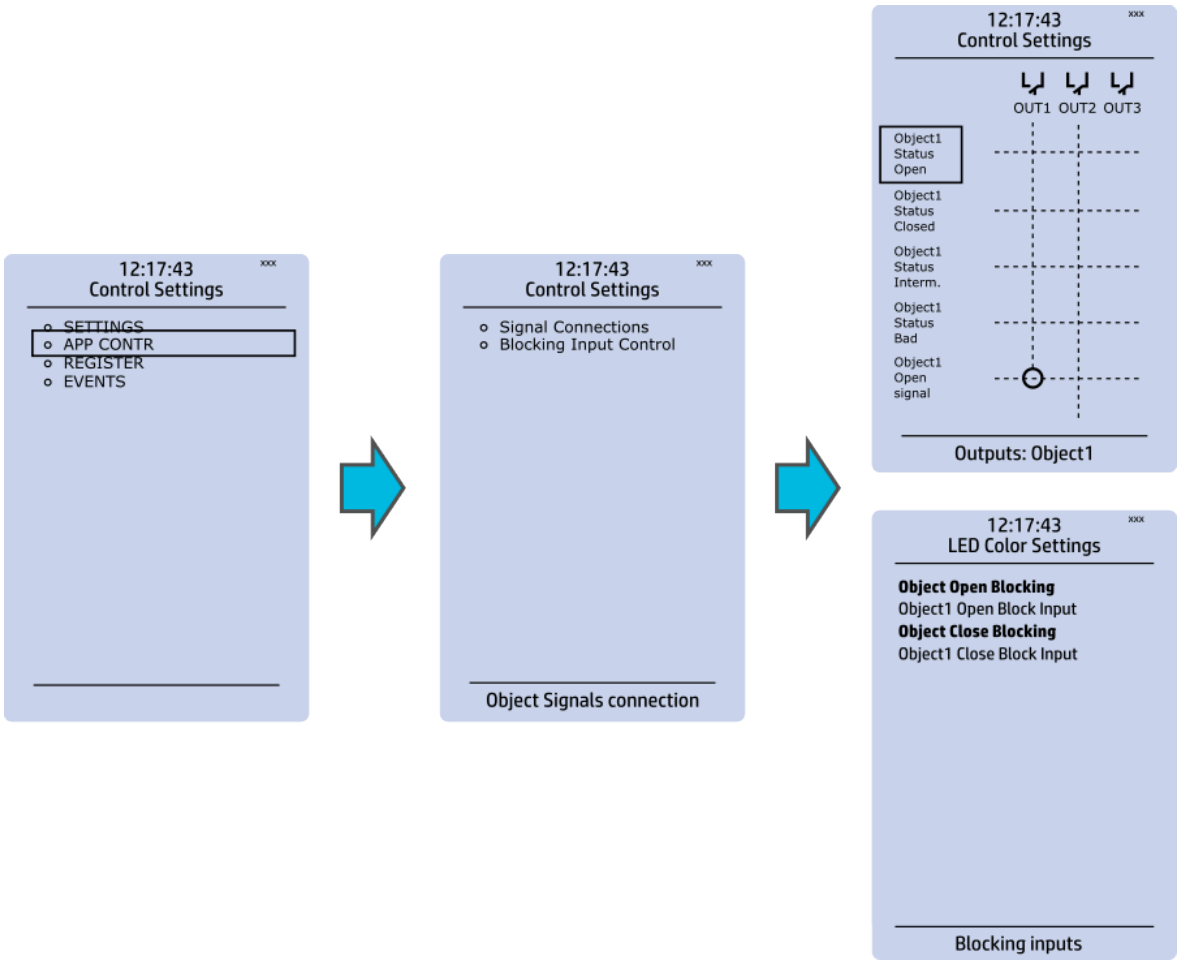 12:17:43 xxx
Control Settings
SETTINGS
APP CONTR
REGISTER
EVENTS
12:17:43 xxx
Control Settings
Signal Connections
Blocking Input Control
Object Signals connection
12:17:43 xxx
Control Settings
OUT1 OUT2 OUT3
Object1
Status
Open
Object1
Status
Closed
Object1
Status
Interm.
Object1
Status
Bad
Object1
Open
signal
Outputs: Object1
12:17:43 xxx
LED Color Settings
Object Open Blocking
Object1 Open Block Input
Object Close Blocking
Object1 Close Block Input
Blocking inputs